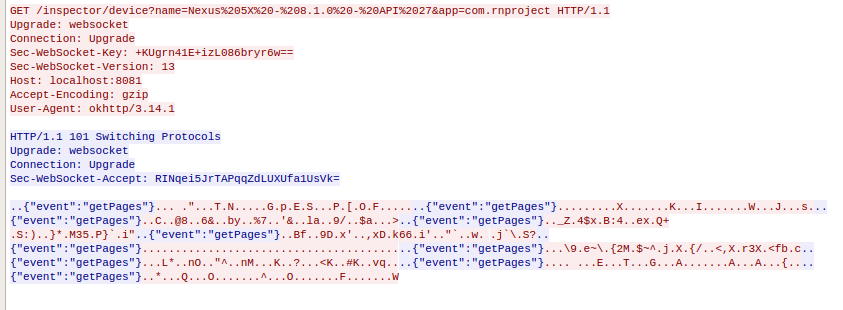 GET /inspector/device?name=Nexus%205X%20-%208.1.0%20-%20API%2027&app=com.rnproject HTTP/1.1
Upgrade: websocket
Connection: Upgrade
Sec-WebSocket-Key: +KUgrn41E+izL086bryr6w==
Sec-WebSocket-Version: 13
Host: localhost:8081
Accept-Encoding: gzip
User-Agent: okhttp/3.14.1

HTTP/1.1 101 Switching Protocols
Upgrade: websocket
Connection: Upgrade
Sec-WebSocket-Accept: RINqei5JrTAPqqZdLUXUfa1UsVk=

..{"event":"getPages"}... ."...T.N.....G.p.E.S...P.[.O.F.......{"event":"getPages"}.........X.......K...I.......W...J...s...
{"event":"getPages"}..C..@8..6&..by..%7..'&..la..9/..$a...>..{"event":"getPages"}.._Z.4$x.B:4..ex.Q+
.S:)..}*.M35.P}`.i"..{"event":"getPages"}..Bf..9D.x'..,xD.k66.i'.."`..w. .j`\.S?..
{"event":"getPages"}.........................................{"event":"getPages"}...\9.e~\.{2M.$~^.j.X.{/..<,X.r3X.<fb.c..
{"event":"getPages"}...L*..nO.."^..nM...K..?...<K..#K..vq....{"event":"getPages"}.... ...E...T...G...A.......A...A...{....
{"event":"getPages"}..*...Q...O.......^...O.......F.......W